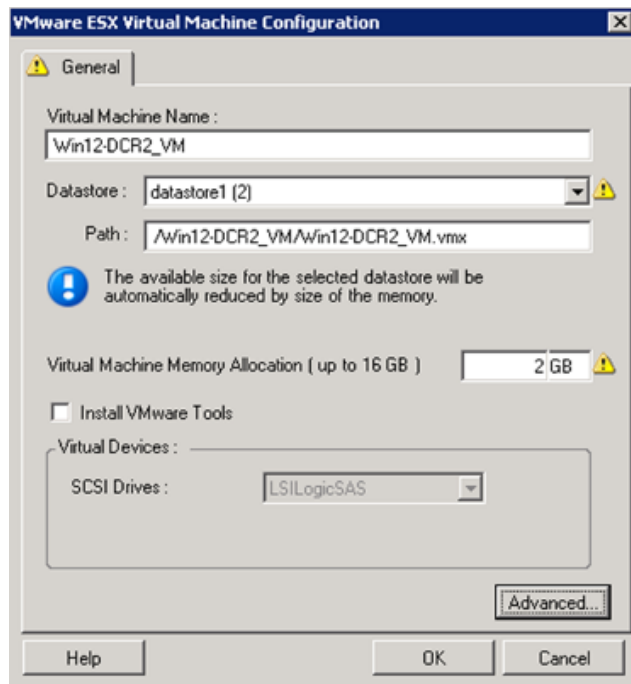 VMware ESX Virtual Machine Configuration
General
Virtual Machine Name :
Win12-DCR2_VM
Datastore : datastore1 (2)
Path : /Win12-DCR2_VM/Win12-DCR2_VM.vmx
The available size for the selected datastore will be
automatically reduced by size of the memory.
Virtual Machine Memory Allocation ( up to 16 GB ) 2 GB
Install VMware Tools
Virtual Devices :
SCSI Drives : LSILogicSAS
Advanced...
Help OK Cancel